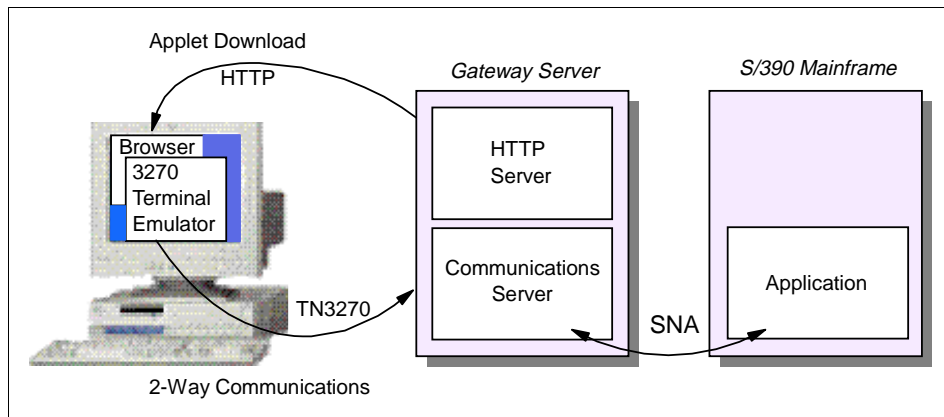 Applet Download
HTTP
Gateway Server
S/390 Mainframe
Browser
3270
Terminal
Emulator
HTTP
Server
Communications
Server
Application
TN3270
SNA
2-Way Communications